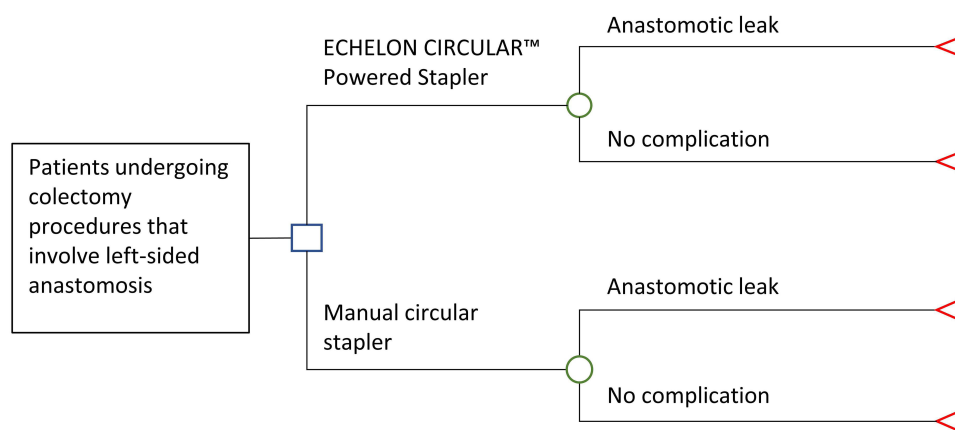 Patients undergoing
colectomy
procedures that
involve left-sided
anastomosis
ECHELON CIRCULAR™
Powered Stapler
Anastomotic leak
No complication
Manual circular
stapler
Anastomotic leak
No complication